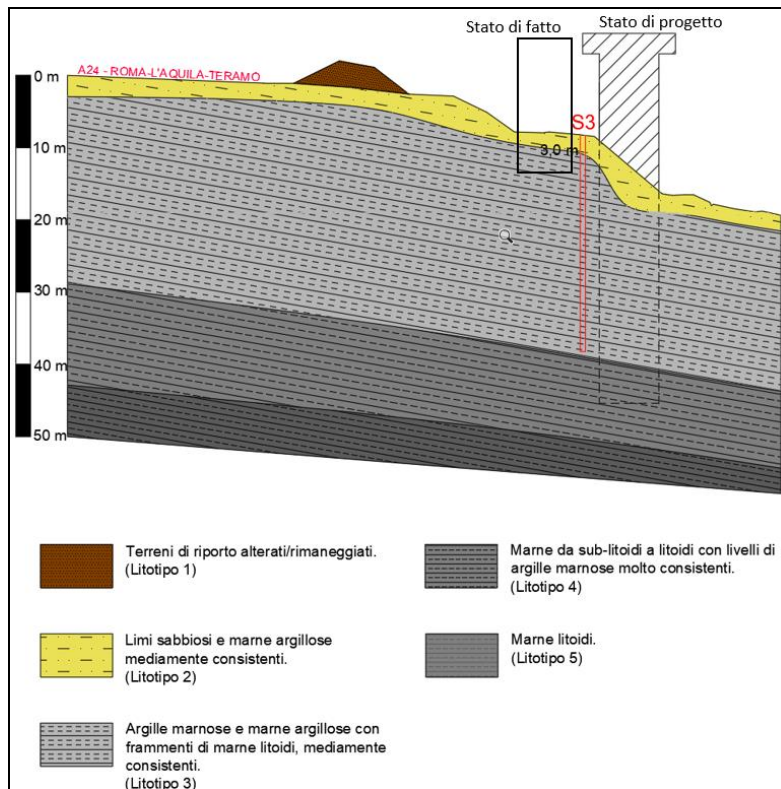 Stato di fatto
Stato di progetto
0 m
A24 - ROMA-L'AQUILA-TERAMO
S3
10 m
3,0 m
20 m
30 m
40 m
50 m
Terreni di riporto alterati/rimaneggiati.
(Litotipo 1)
Limi sabbiosi e marne argillose
mediamente consistenti.
(Litotipo 2)
Argille marnose e marne argillose con
frammenti di marne litoidi, mediamente
consistenti.
(Litotipo 3)
Marne da sub-litoidi a litoidi con livelli di
argille marnose molto consistenti.
(Litotipo 4)
Marne litoidi.
(Litotipo 5)